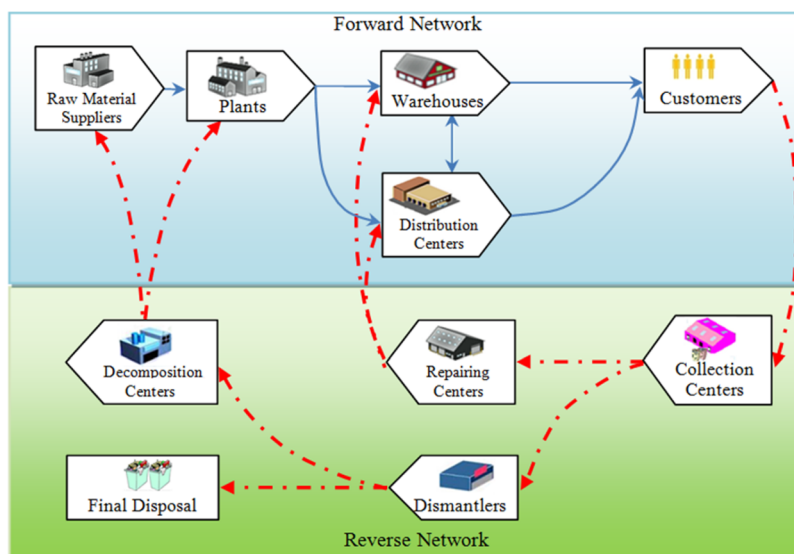 Forward Network
Raw Material
Suppliers
Plants
Warehouses
Customers
Distribution
Centers
Decomposition
Centers
Repairing
Centers
Collection
Centers
Final Disposal
Dismantlers
Reverse Network